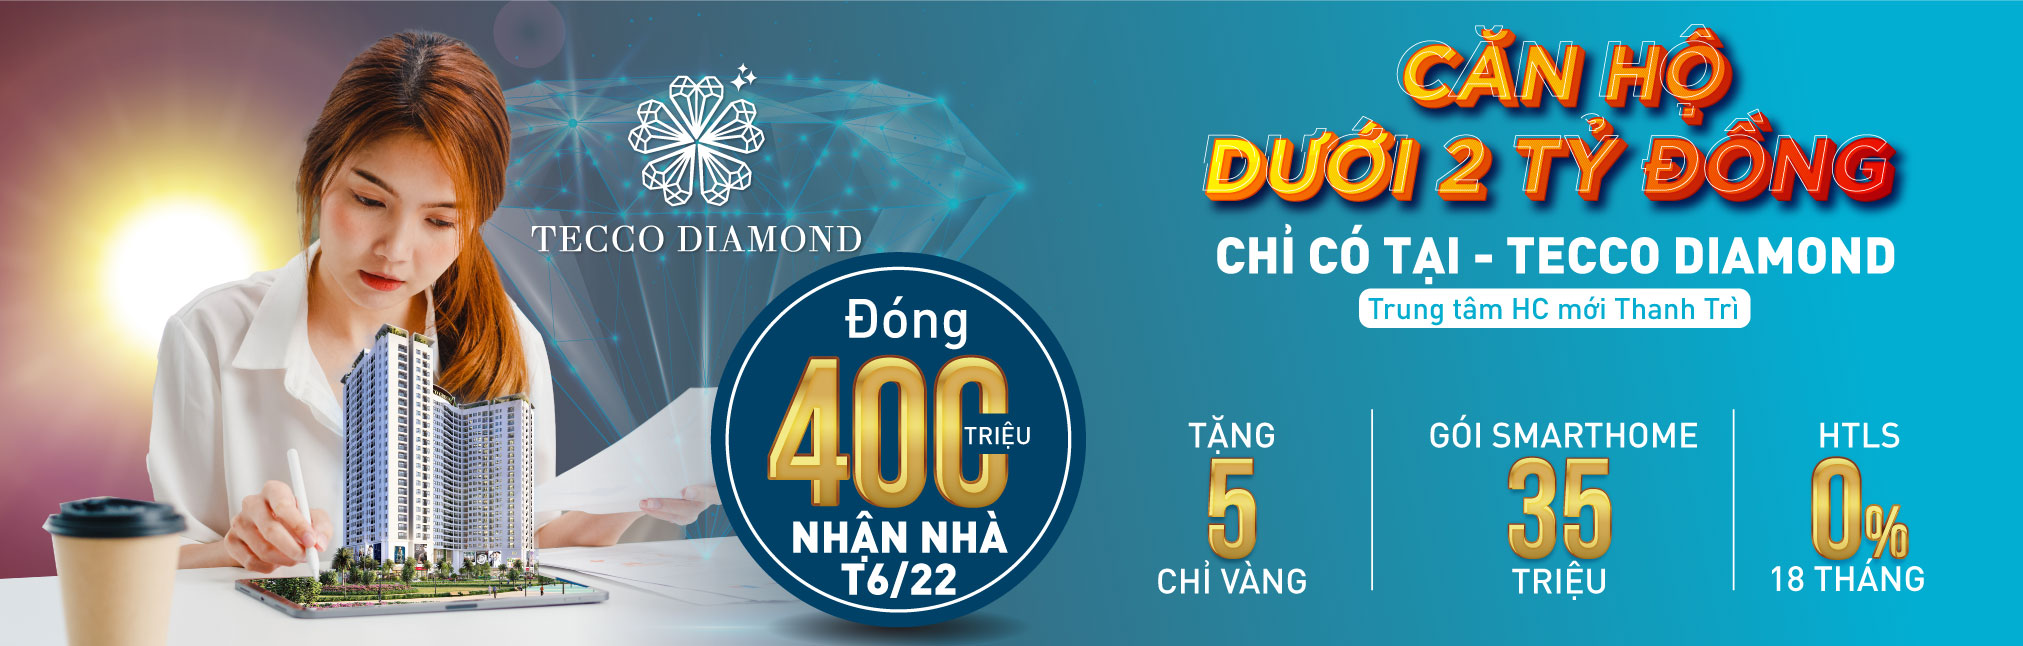 TECCO DIAMOND
Đóng
400
TRIỆU
NHẬN NHÀ
T6/22
CĂN HỘ
DƯỚI 2 TỶ ĐỒNG
CHỈ CÓ TẠI - TECCO DIAMOND
Trung tâm HC mới Thanh Trì
TẶNG
5
CHỈ VÀNG
GÓI SMARTHOME
35
TRIỆU
HTLS
0%
18 THÁNG